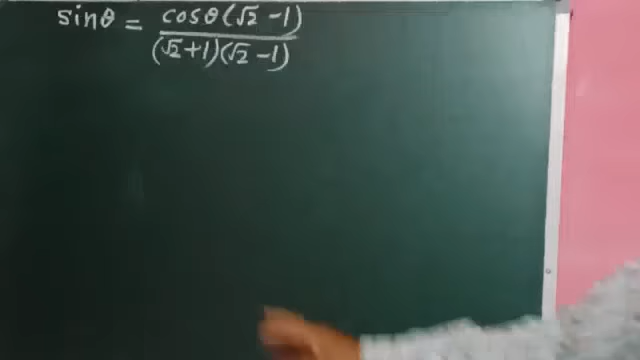 sinθ = cosθ(√2 -1)
(√2+1)(√2 -1)